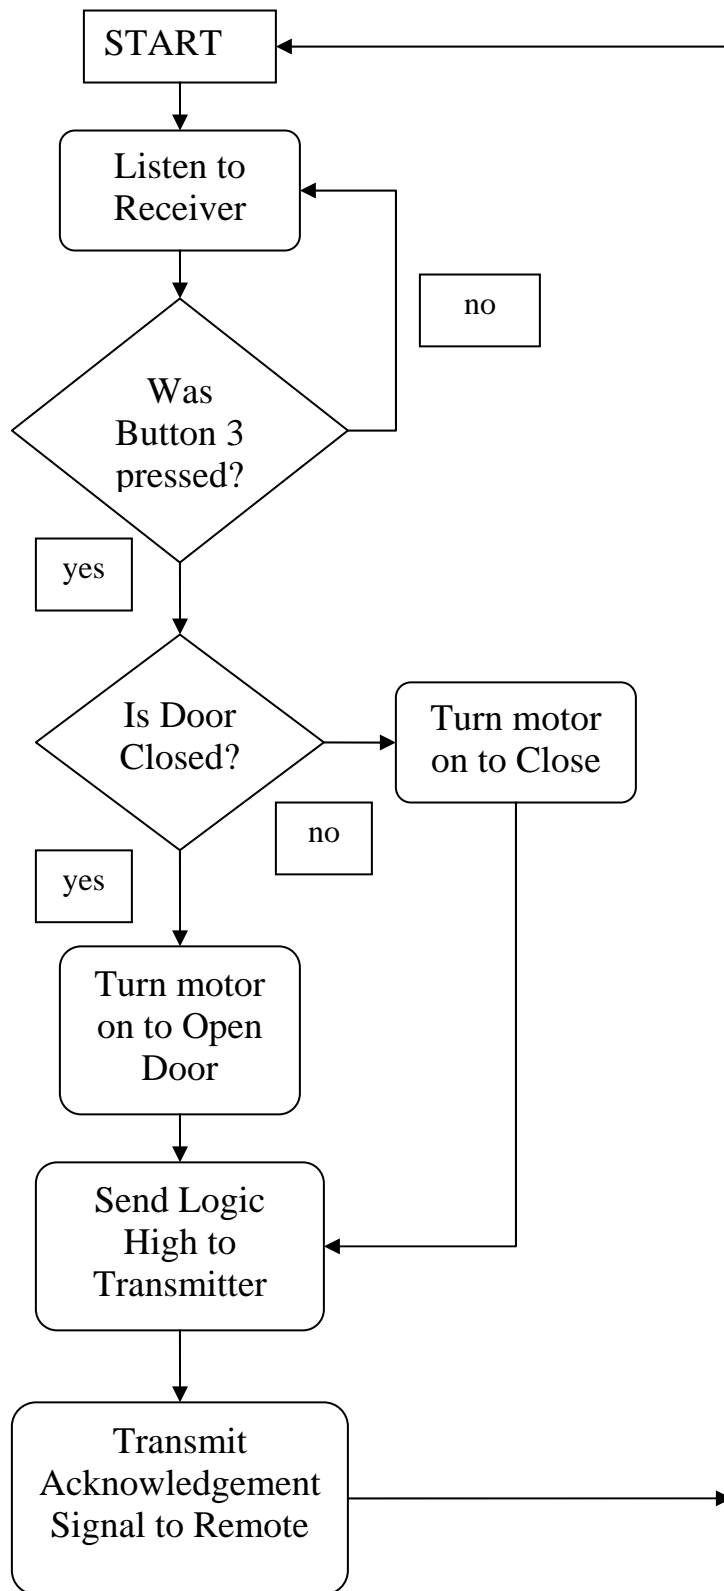 START
Listen to
Receiver
no
Was
Button 3
pressed?
yes
Is Door
Closed?
Turn motor
on to Close
no
yes
Turn motor
on to Open
Door
Send Logic
High to
Transmitter
Transmit
Acknowledgement
Signal to Remote